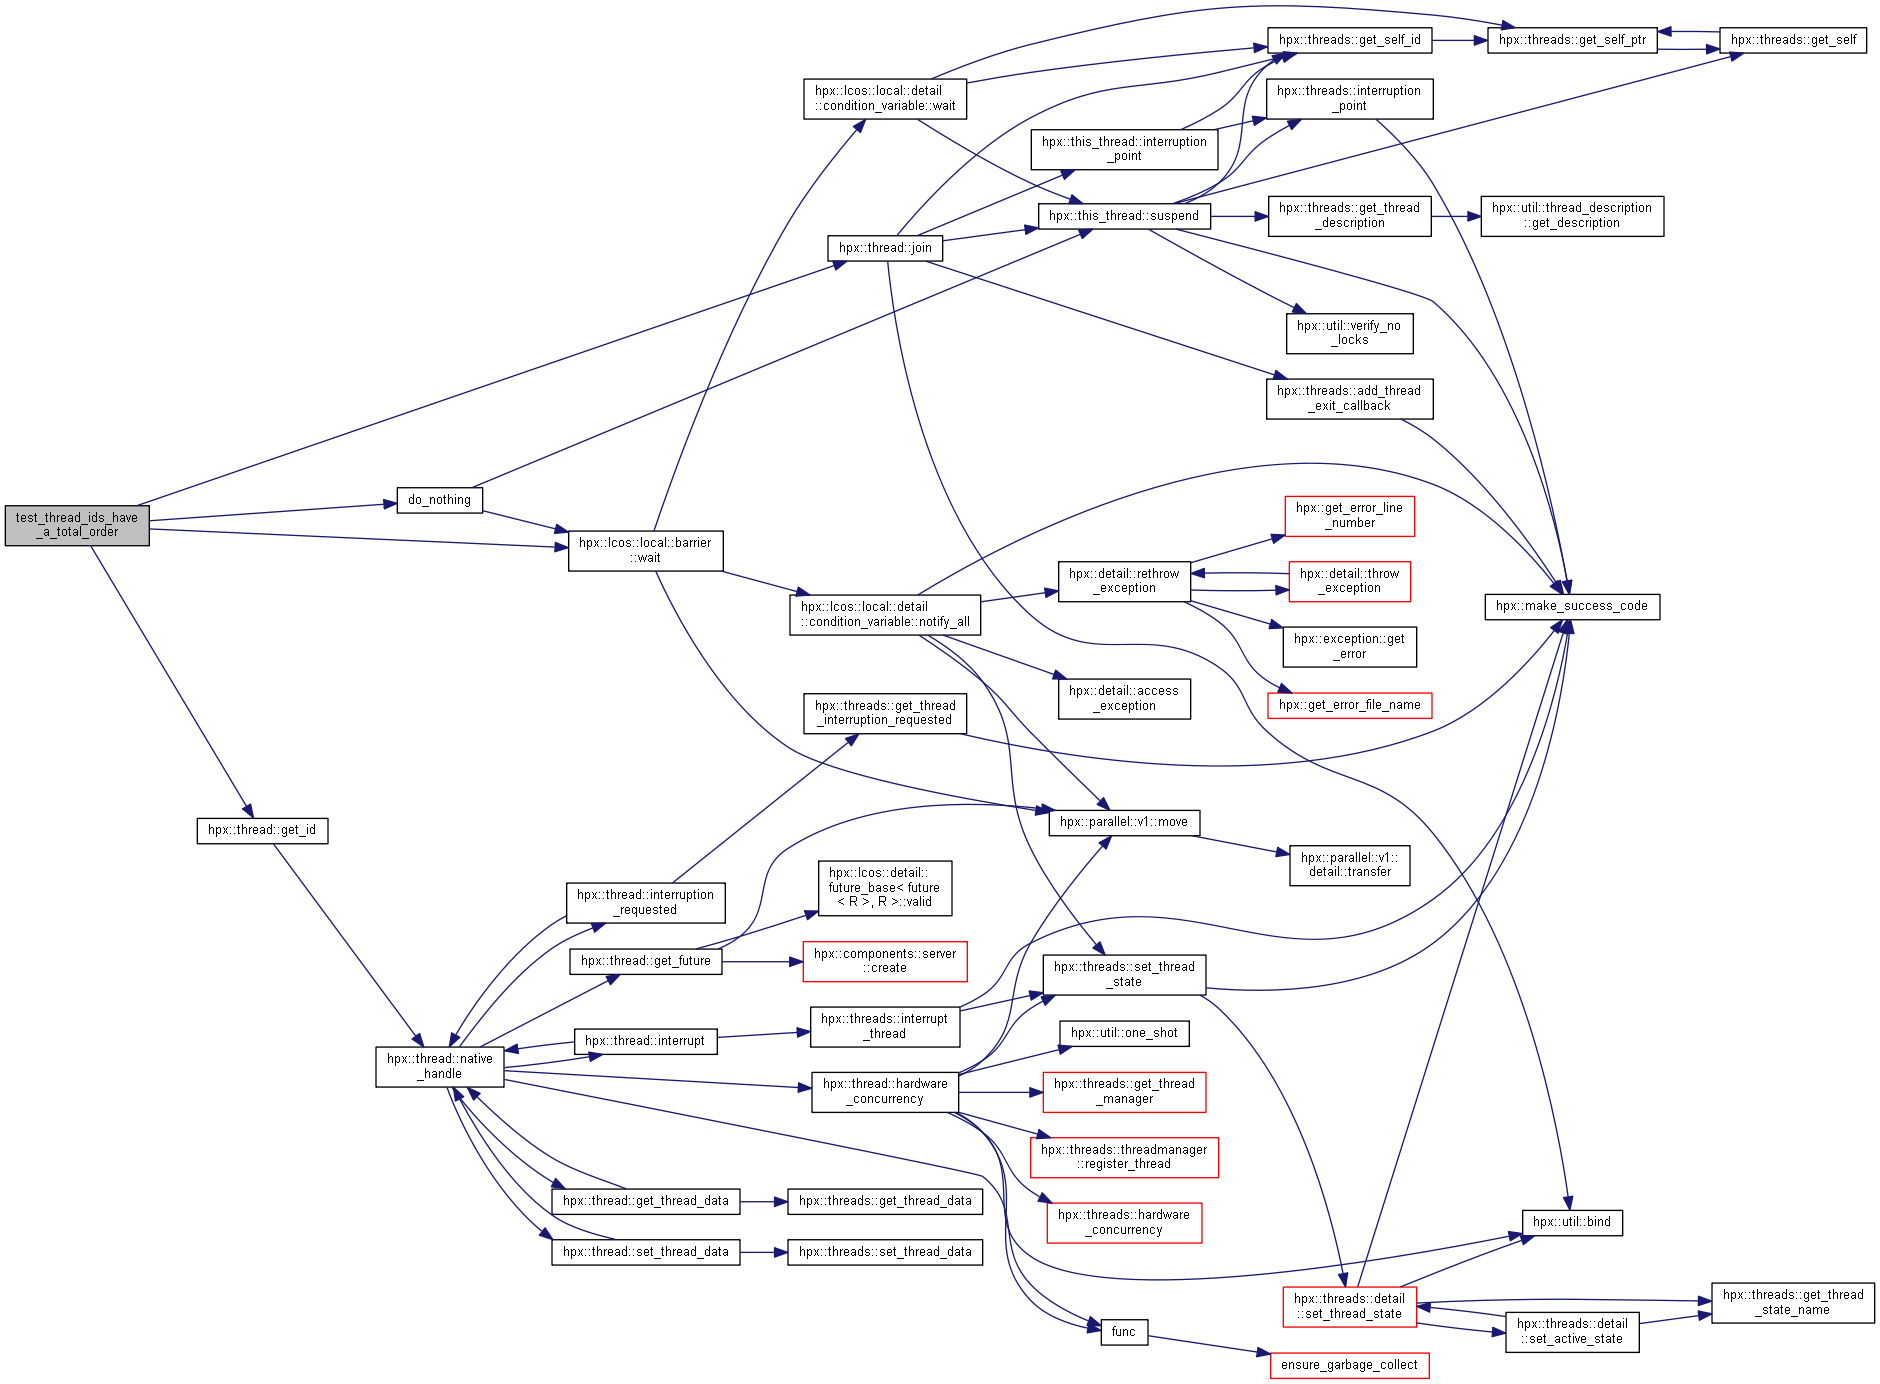 test_thread_ids_have
_a_total_order
hpx::thread::join
do_nothing
hpx::lcos::local::barrier
::wait
hpx::thread::get_id
hpx::thread::native
_handle
hpx::thread::interruption
_requested
hpx::thread::get_future
hpx::thread::interrupt
hpx::thread::get_thread_data
hpx::thread::set_thread_data
hpx::lcos::local::detail
::condition_variable::wait
hpx::lcos::local::detail
::condition_variable::notify_all
hpx::threads::get_thread
_interruption_requested
hpx::lcos::detail::
future_base< future
< R >, R >::valid
hpx::components::server
::create
hpx::threads::interrupt
_thread
hpx::thread::hardware
_concurrency
hpx::threads::get_thread_data
hpx::threads::set_thread_data
hpx::this_thread::interruption
_point
hpx::this_thread::suspend
hpx::detail::rethrow
_exception
hpx::detail::access
_exception
hpx::parallel::v1::move
hpx::threads::set_thread
_state
hpx::util::one_shot
hpx::threads::get_thread
_manager
hpx::threads::threadmanager
::register_thread
hpx::threads::hardware
_concurrency
func
hpx::threads::get_self_id
hpx::threads::interruption
_point
hpx::threads::get_thread
_description
hpx::util::verify_no
_locks
hpx::threads::add_thread
_exit_callback
hpx::get_error_line
_number
hpx::detail::throw
_exception
hpx::exception::get
_error
hpx::get_error_file_name
hpx::parallel::v1::
detail::transfer
hpx::threads::detail
::set_thread_state
ensure_garbage_collect
hpx::threads::get_self_ptr
hpx::util::thread_description
::get_description
hpx::make_success_code
hpx::util::bind
hpx::threads::detail
::set_active_state
hpx::threads::get_self
hpx::threads::get_thread
_state_name